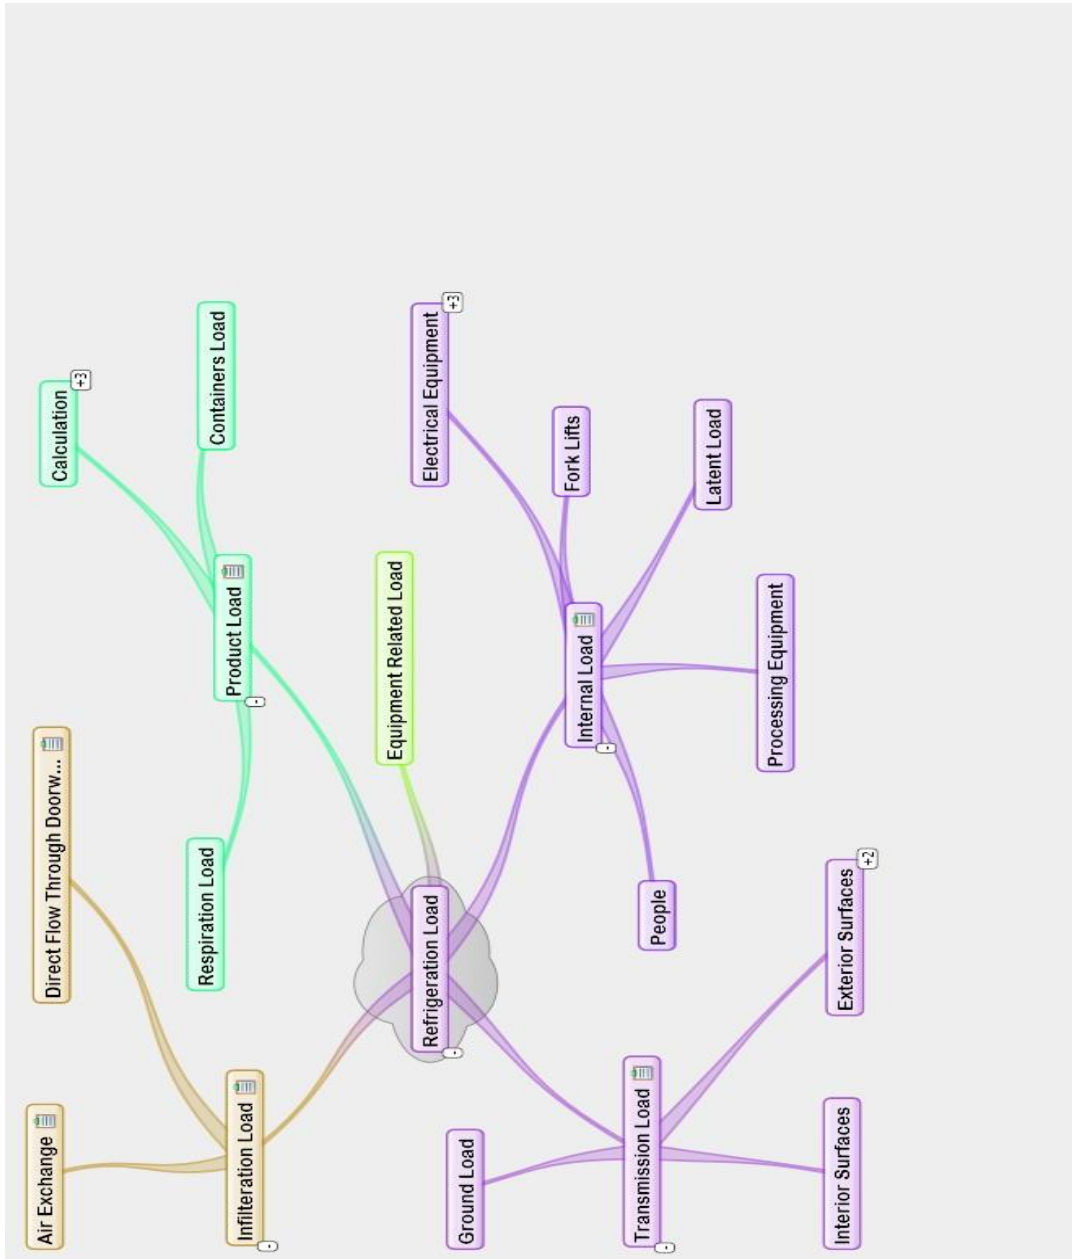 Air Exchange
Direct Flow Through Doorw...
Infilteration Load
-
Respiration Load
Product Load
-
Calculation
+3
Containers Load
Refrigeration Load
-
Equipment Related Load
Ground Load
Transmission Load
-
Interior Surfaces
Exterior Surfaces
+2
Internal Load
-
Electrical Equipment
+3
Fork Lifts
Latent Load
Processing Equipment
People